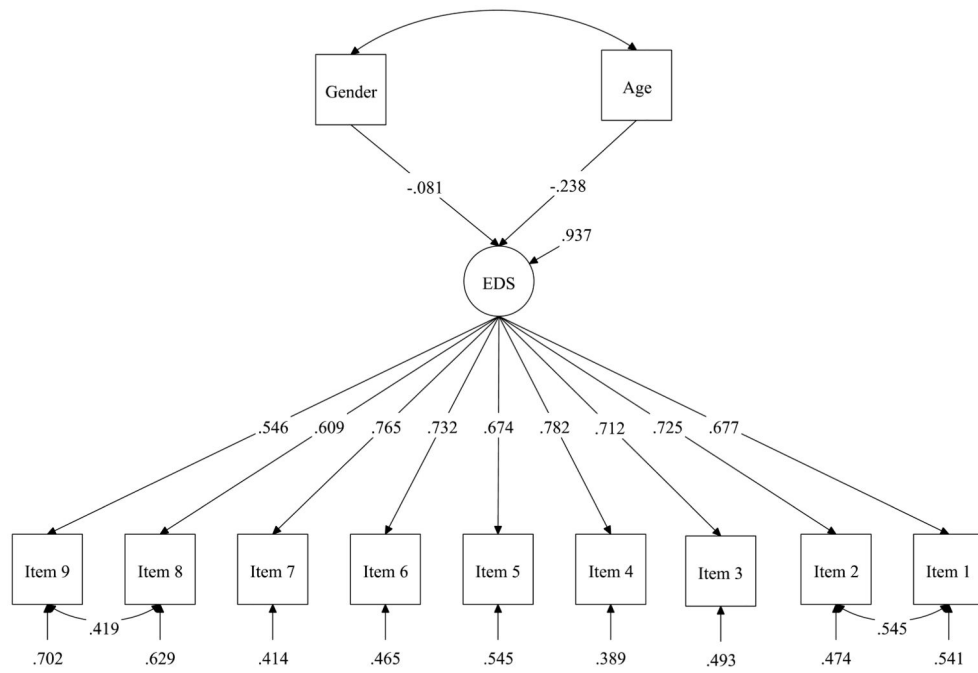 Gender
Age
-.081
-.238
.937
EDS
.546
.609
.765
.732
.674
.782
.712
.725
.677
Item 9
Item 8
Item 7
Item 6
Item 5
Item 4
Item 3
Item 2
Item 1
.419
.545
.702
.629
.414
.465
.545
.389
.493
.474
.541